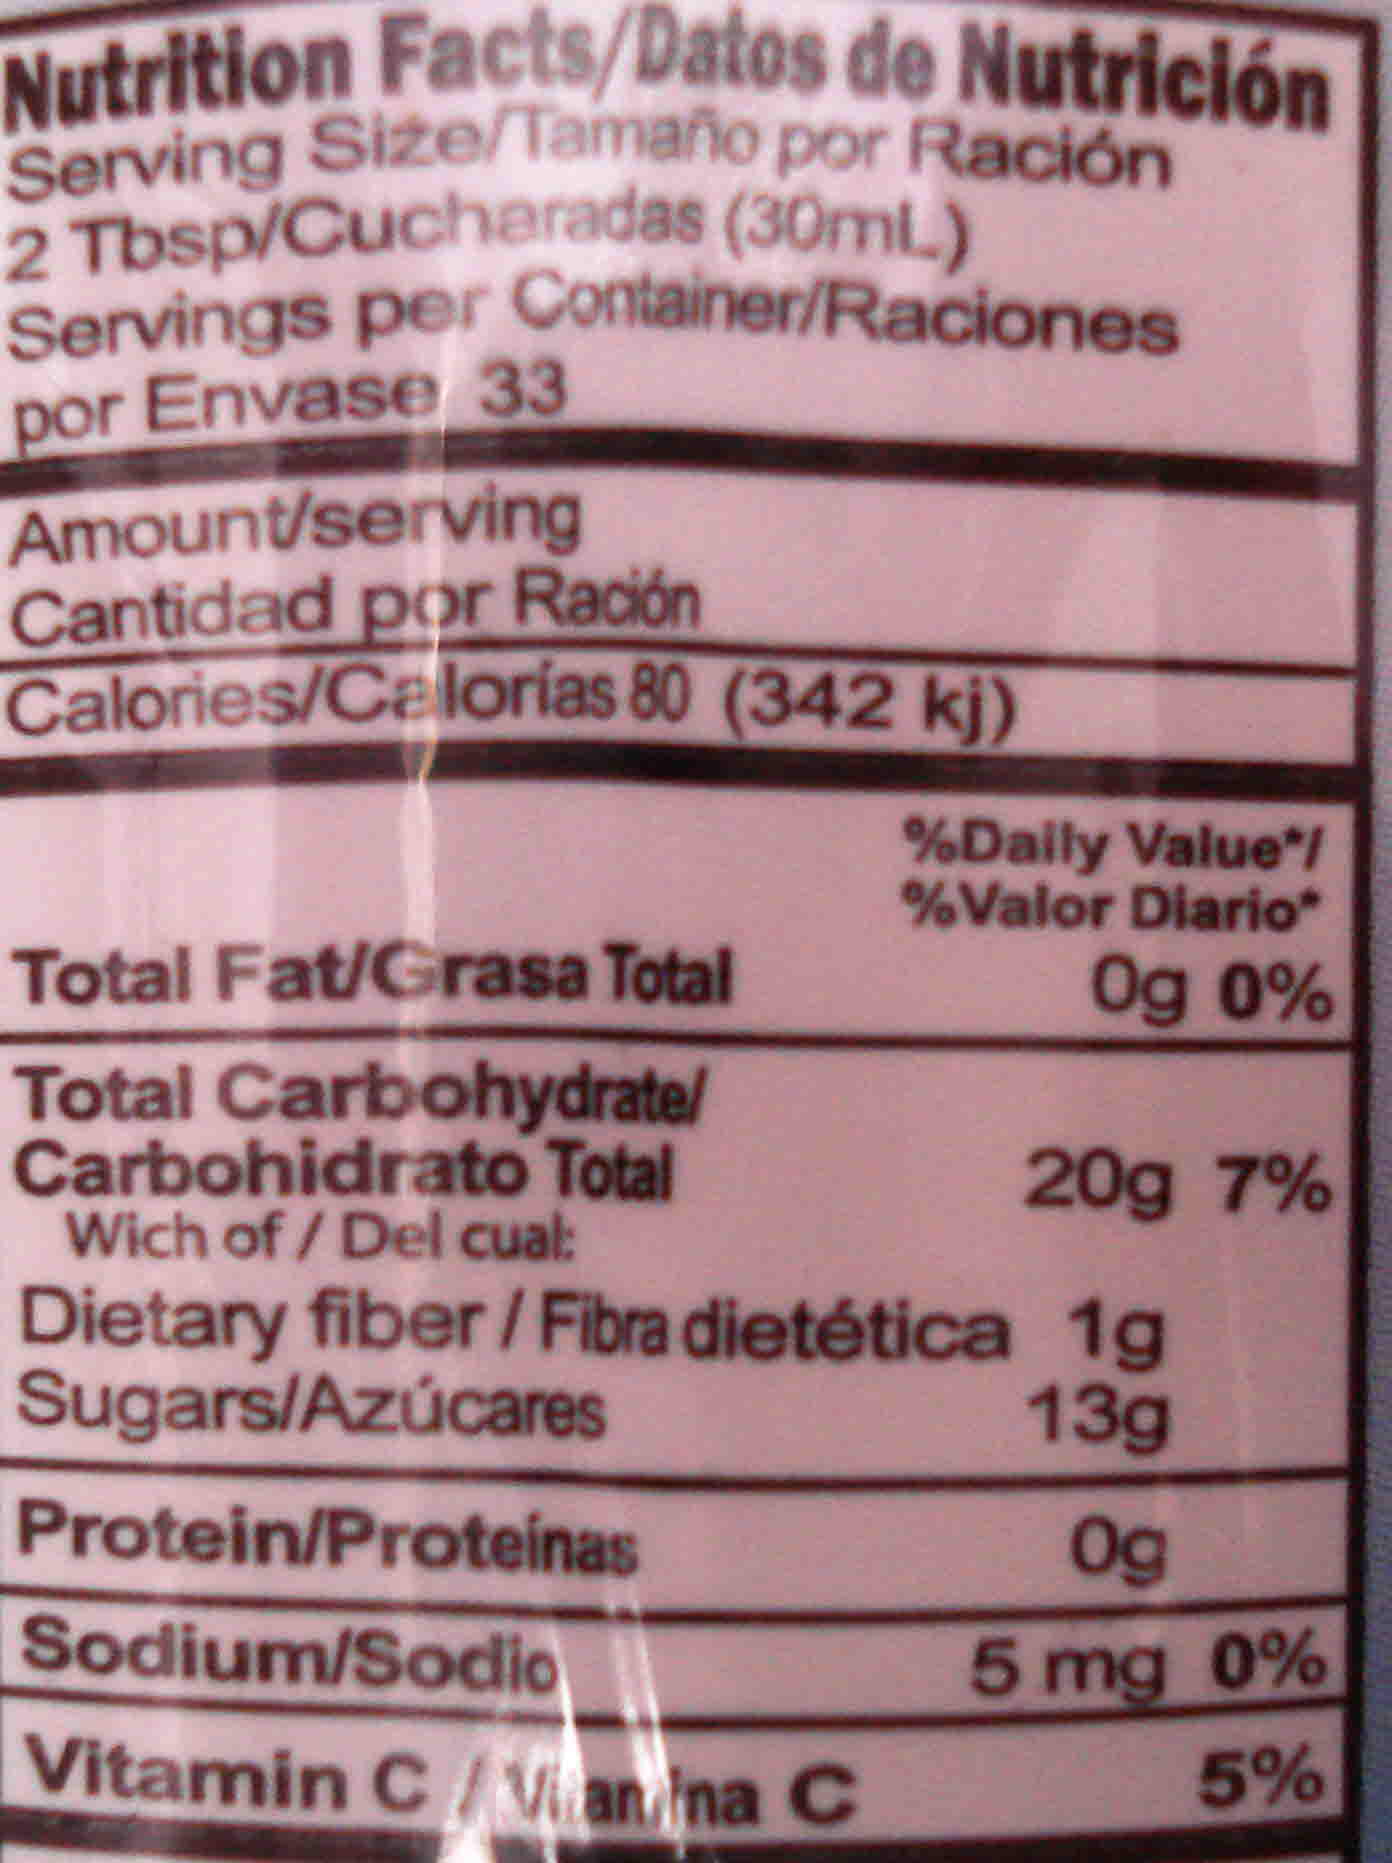 Nutrition Facts/Datos de Nutrición
Serving Size/Tamaño por Ración
2 Tbsp/Cucharadas (30mL)
Servings per Container/Raciones
por Envase 33
Amount/serving
Cantidad por Ración
Calories/Calorías 80 (342 kj)
%Daily Value*/
%Valor Diario*
Total Fat/Grasa Total 0g 0%
Total Carbohydrate/
Carbohidrato Total 20g 7%
Wich of / Del cual:
Dietary fiber / Fibra dietética 1g
Sugars/Azúcares 13g
Protein/Proteínas 0g
Sodium/Sodio 5 mg 0%
Vitamin C / Vitamina C 5%